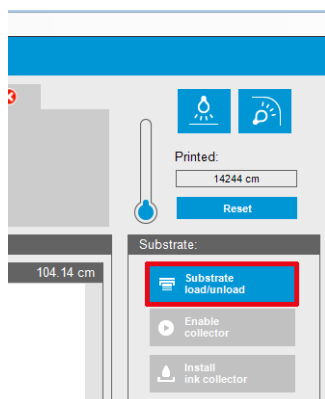 Printed:
14244 cm
Reset
Substrate:
104.14 cm
Substrate
load/unload
Enable
collector
Install
ink collector